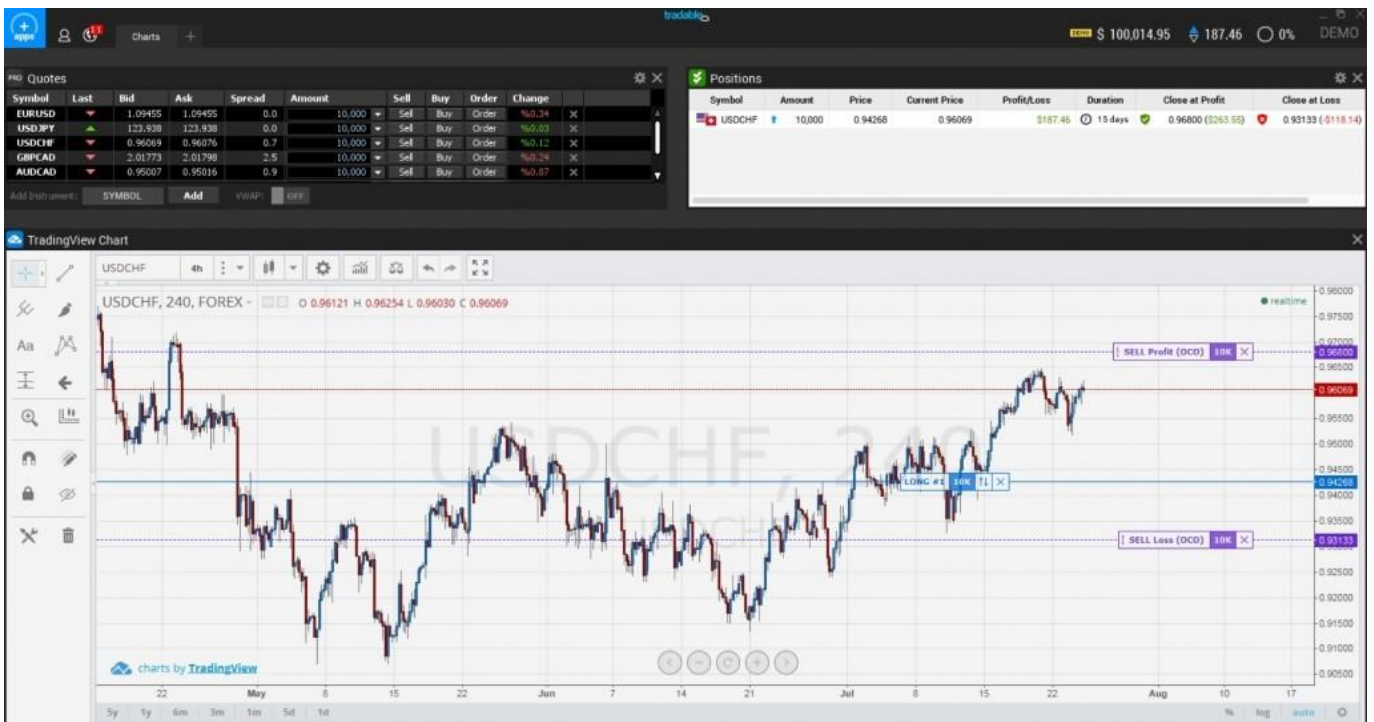 tradable
apps
Charts +
DEMO $ 100,014.95 187.46 0% DEMO
PRO Quotes
Symbol Last Bid Ask Spread Amount Sell Buy Order Change
EURUSD 1.09455 1.09455 0.0 10,000 Sell Buy Order %0.34
USDJPY 123.938 123.938 0.0 10,000 Sell Buy Order %0.03
USDCHF 0.96069 0.96076 0.7 10,000 Sell Buy Order %0.12
GBPCAD 2.01773 2.01798 2.5 10,000 Sell Buy Order %0.24
AUDCAD 0.95007 0.95016 0.9 10,000 Sell Buy Order %0.87
Add Instrument: SYMBOL Add VWAP: OFF
Positions
Symbol Amount Price Current Price Profit/Loss Duration Close at Profit Close at Loss
USDCHF 10,000 0.94268 0.96069 $187.46 15 days 0.96800 ($263.55) 0.93133 (-$118.14)
TradingView Chart
USDCHF 4h
USDCHF, 240, FOREX O 0.96121 H 0.96254 L 0.96030 C 0.96069
realtime
Aa
USDCHF, 240
USDCHF
SELL Profit (OCO) 10K
LONG #1 10K
SELL Loss (OCO) 10K
0.98000
0.97500
0.97000
0.96800
0.96500
0.96069
0.95500
0.95000
0.94500
0.94268
0.94000
0.93500
0.93133
0.92500
0.92000
0.91500
0.91000
0.90500
charts by TradingView
22 May 8 15 22 Jun 7 14 21 Jul 8 15 22 Aug 10 17
5y 1y 6m 3m 1m 5d 1d % log auto